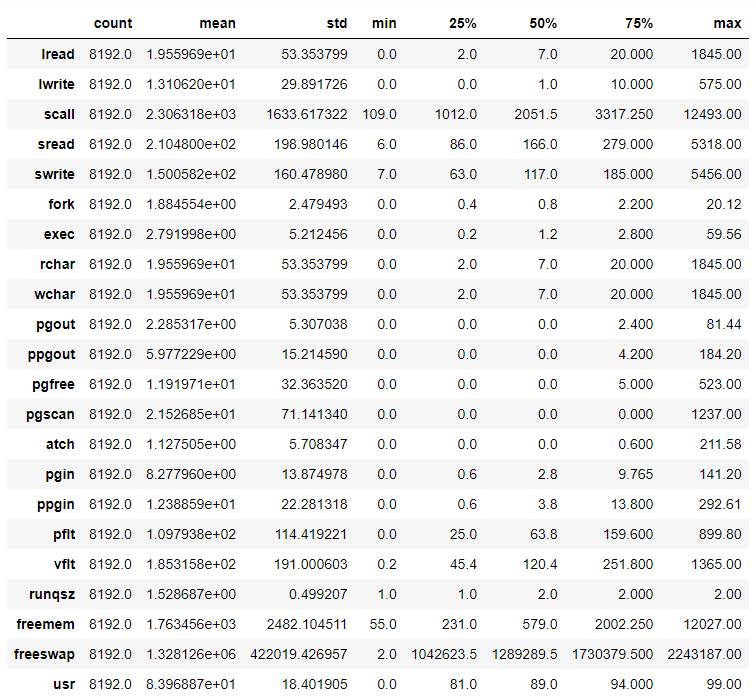 count mean std min 25% 50% 75% max
lread 8192.0 1.955969e+01 53.353799 0.0 2.0 7.0 20.000 1845.00
lwrite 8192.0 1.310620e+01 29.891726 0.0 0.0 1.0 10.000 575.00
scall 8192.0 2.306318e+03 1633.617322 109.0 1012.0 2051.5 3317.250 12493.00
sread 8192.0 2.104800e+02 198.980146 6.0 86.0 166.0 279.000 5318.00
swrite 8192.0 1.500582e+02 160.478980 7.0 63.0 117.0 185.000 5456.00
fork 8192.0 1.884554e+00 2.479493 0.0 0.4 0.8 2.200 20.12
exec 8192.0 2.791998e+00 5.212456 0.0 0.2 1.2 2.800 59.56
rchar 8192.0 1.955969e+01 53.353799 0.0 2.0 7.0 20.000 1845.00
wchar 8192.0 1.955969e+01 53.353799 0.0 2.0 7.0 20.000 1845.00
pgout 8192.0 2.285317e+00 5.307038 0.0 0.0 0.0 2.400 81.44
ppgout 8192.0 5.977229e+00 15.214590 0.0 0.0 0.0 4.200 184.20
pgfree 8192.0 1.191971e+01 32.363520 0.0 0.0 0.0 5.000 523.00
pgscan 8192.0 2.152685e+01 71.141340 0.0 0.0 0.0 0.000 1237.00
atch 8192.0 1.127505e+00 5.708347 0.0 0.0 0.0 0.600 211.58
pgin 8192.0 8.277960e+00 13.874978 0.0 0.6 2.8 9.765 141.20
ppgin 8192.0 1.238859e+01 22.281318 0.0 0.6 3.8 13.800 292.61
pflt 8192.0 1.097938e+02 114.419221 0.0 25.0 63.8 159.600 899.80
vflt 8192.0 1.853158e+02 191.000603 0.2 45.4 120.4 251.800 1365.00
runqsz 8192.0 1.528687e+00 0.499207 1.0 1.0 2.0 2.000 2.00
freemem 8192.0 1.763456e+03 2482.104511 55.0 231.0 579.0 2002.250 12027.00
freeswap 8192.0 1.328126e+06 422019.426957 2.0 1042623.5 1289289.5 1730379.500 2243187.00
usr 8192.0 8.396887e+01 18.401905 0.0 81.0 89.0 94.000 99.00